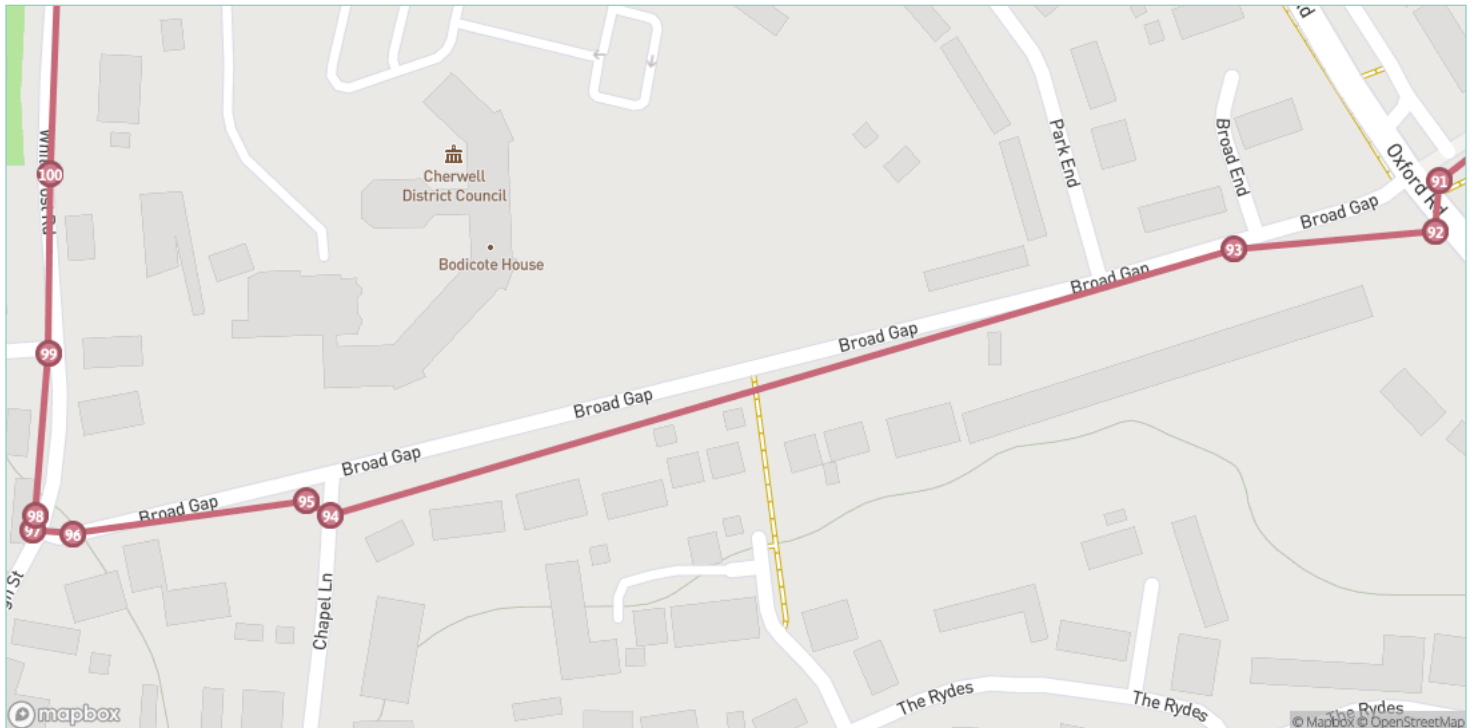 Park End
Broad End
Oxford Rd
91
Broad Gap
92
93
100
Cherwell
District Council
Bodicote House
Broad Gap
Broad Gap
99
Broad Gap
Broad Gap
95
94
Broad Gap
98
97
96
Chapel Ln
The Rydes
The Rydes
The Rydes
mapbox
© Mapbox © OpenStreetMap